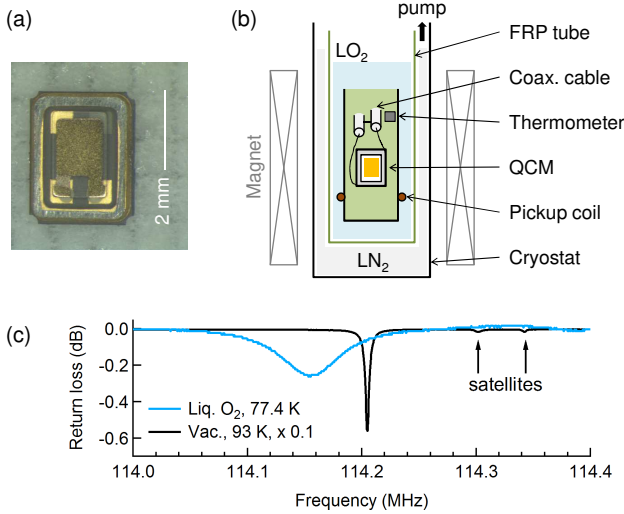 (a)
2 mm
(b)
pump
LO₂
FRP tube
Coax. cable
Thermometer
QCM
Pickup coil
Cryostat
Magnet
LN₂
(c)
Return loss (dB)
0.0
-0.2
-0.4
-0.6
Liq. O₂, 77.4 K
Vac., 93 K, x 0.1
satellites
114.0
114.1
114.2
114.3
114.4
Frequency (MHz)